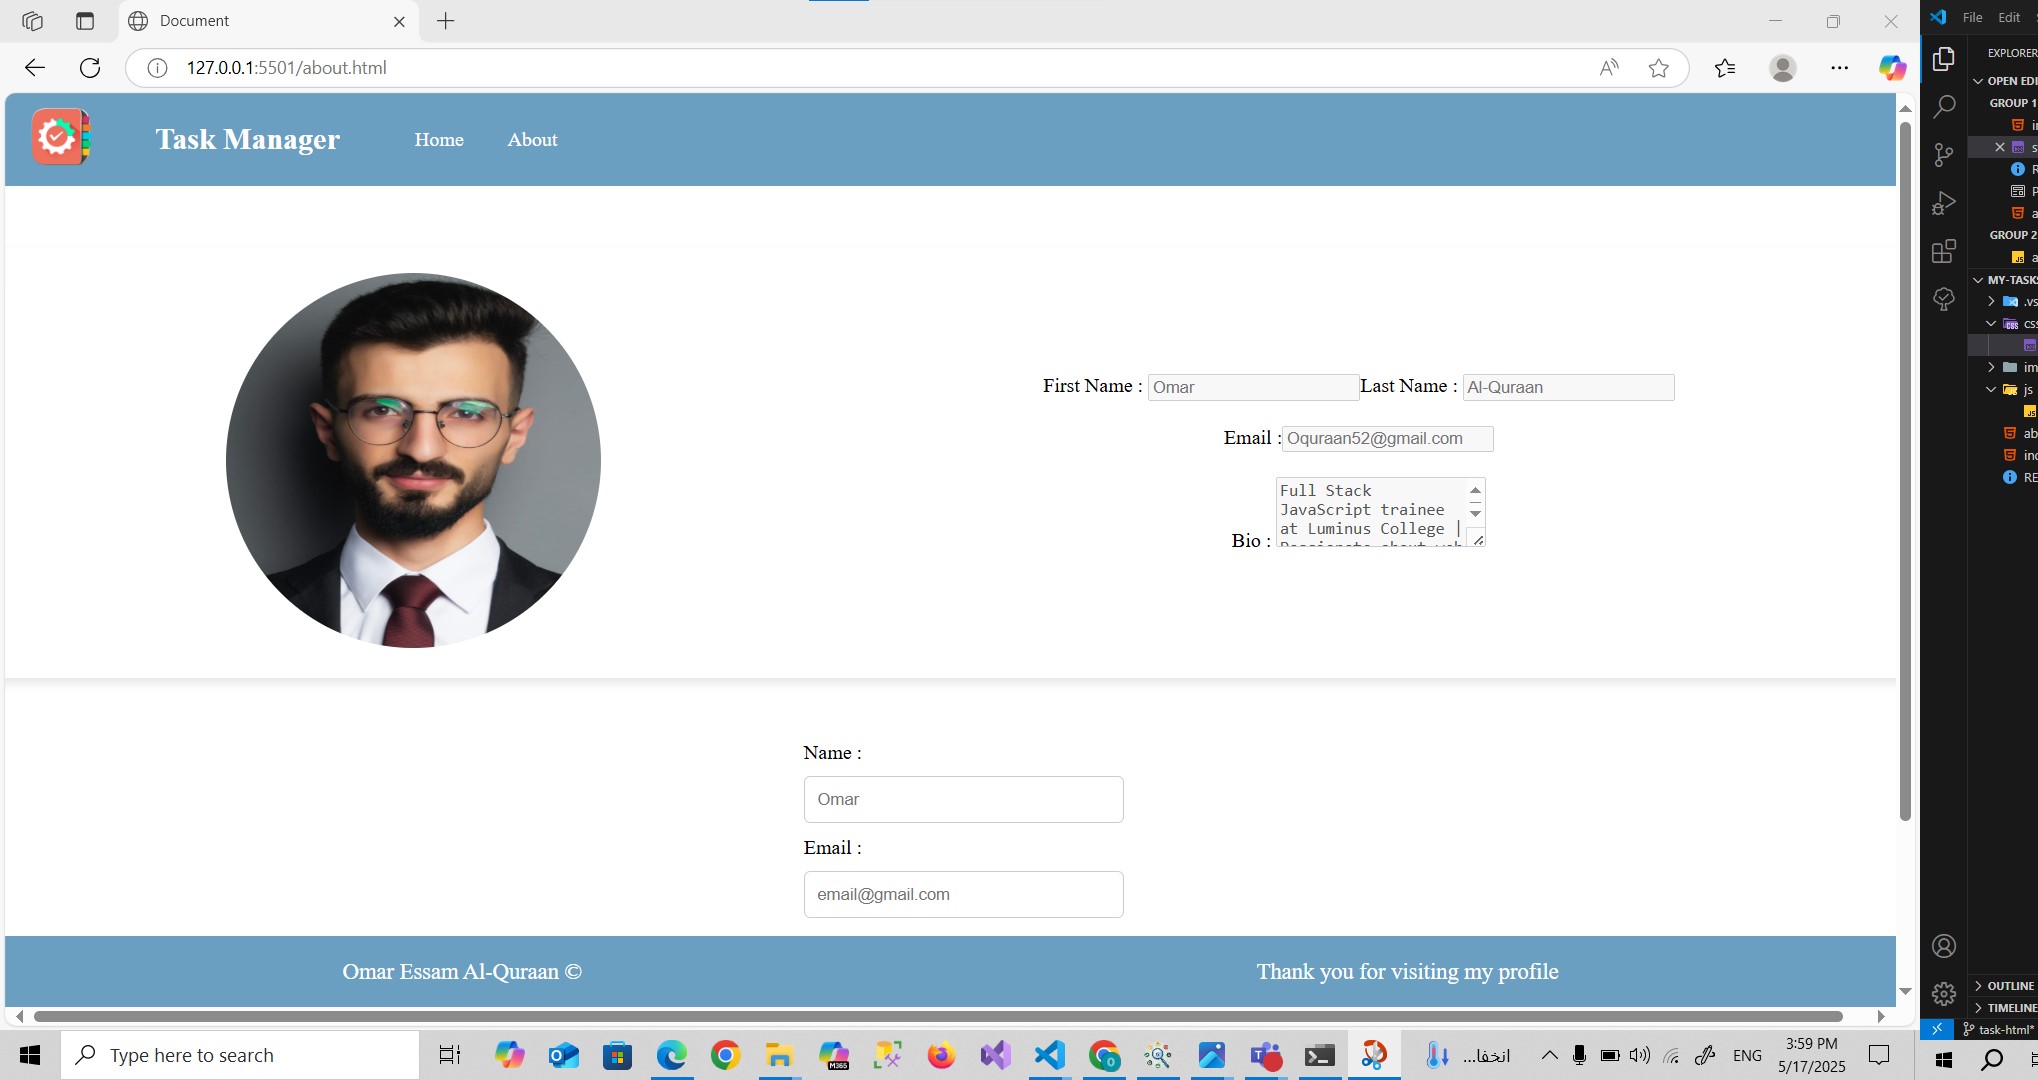 Document
File Edit
127.0.0.1:5501/about.html
EXPLORER
OPEN EDI
GROUP 1
GROUP 2
MY-TASKS
.vs
css
im
js
JS
ab
ind
RE
Task Manager
Home
About
First Name :
Omar
Last Name :
Al-Quraan
Email :
Oquraan52@gmail.com
Bio :
Full Stack
JavaScript trainee
at Luminus College |
Name :
Omar
Email :
email@gmail.com
Omar Essam Al-Quraan ©
Thank you for visiting my profile
OUTLINE
TIMELINE
task-html*
Type here to search
M365
انخفا...
ENG
3:59 PM
5/17/2025